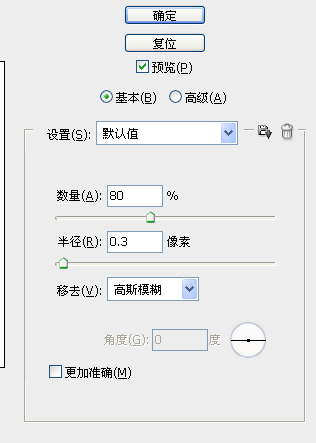 确定
复位
预览(P)
基本(B) 高级(A)
设置(S): 默认值
数量(A): 80 %
半径(R): 0.3 像素
移去(V): 高斯模糊
角度(G): 0 度
更加准确(M)